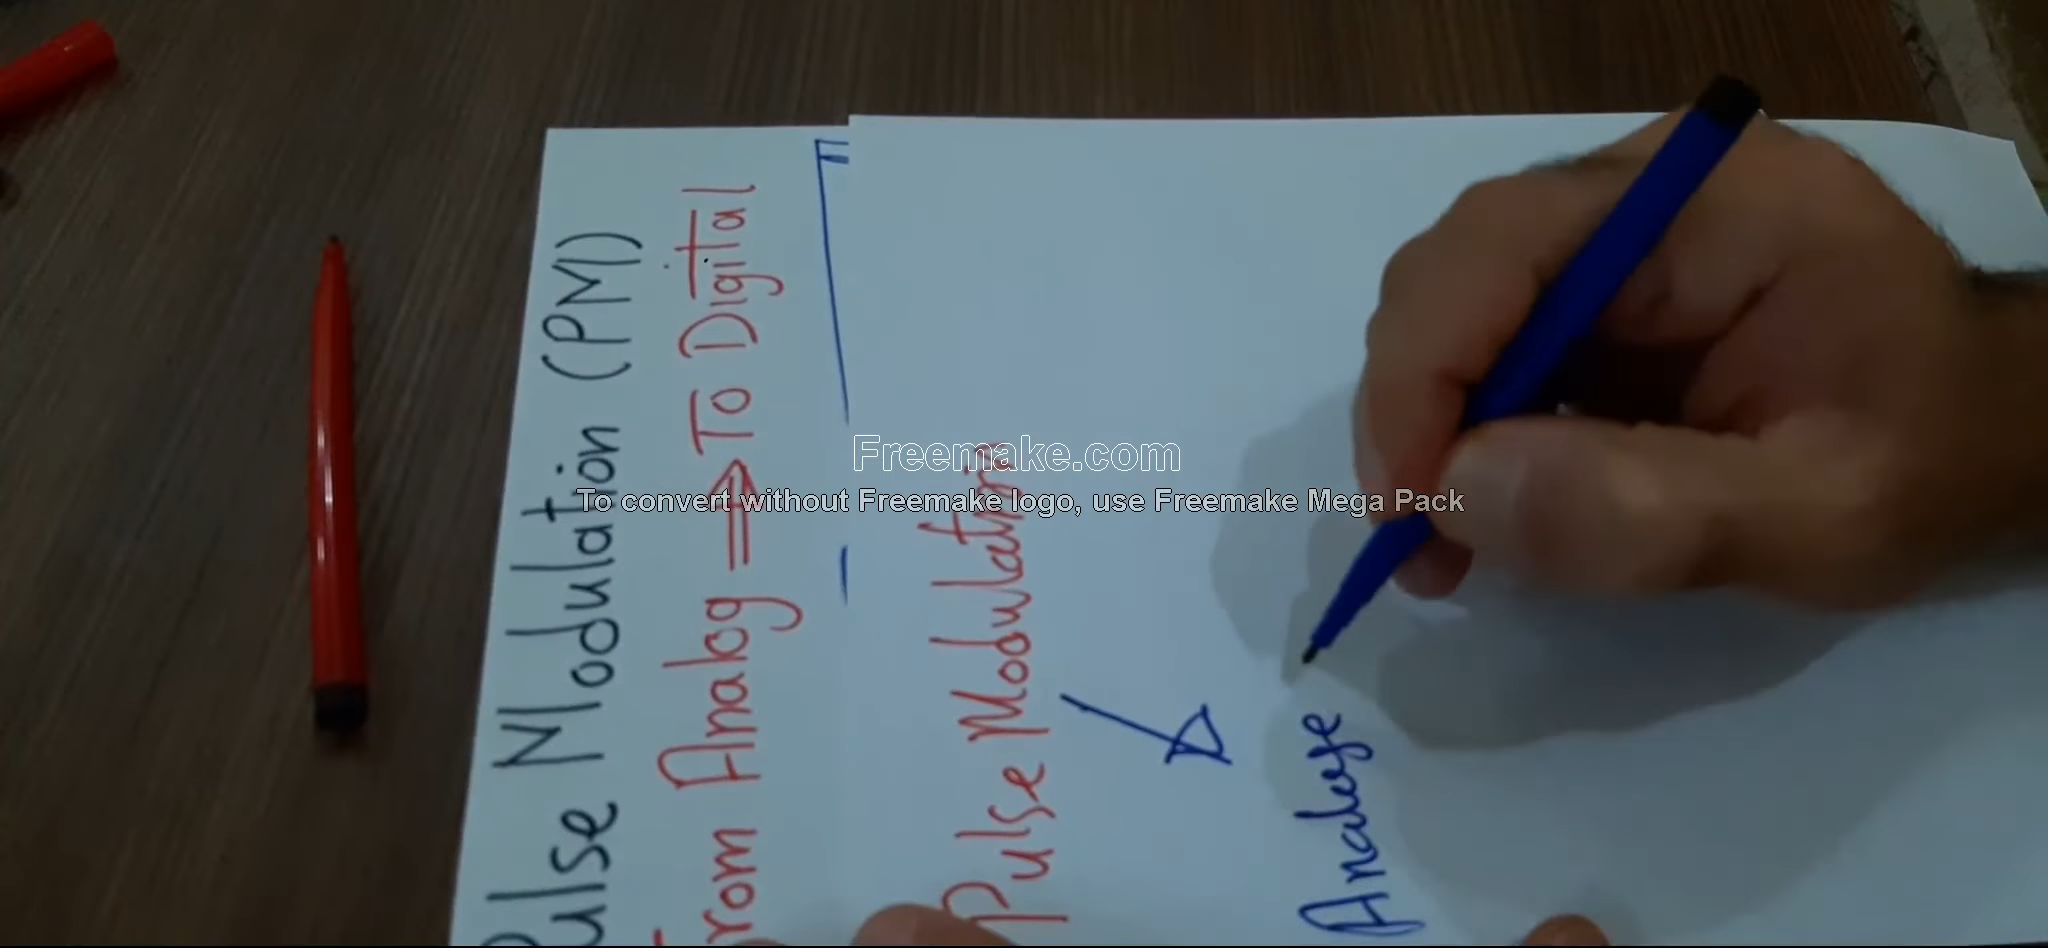 Pulse Modulation (PM)
From Analog ⇒ To Digital
Pulse Modulation
Analuge
Freemake.com
To convert without Freemake logo, use Freemake Mega Pack